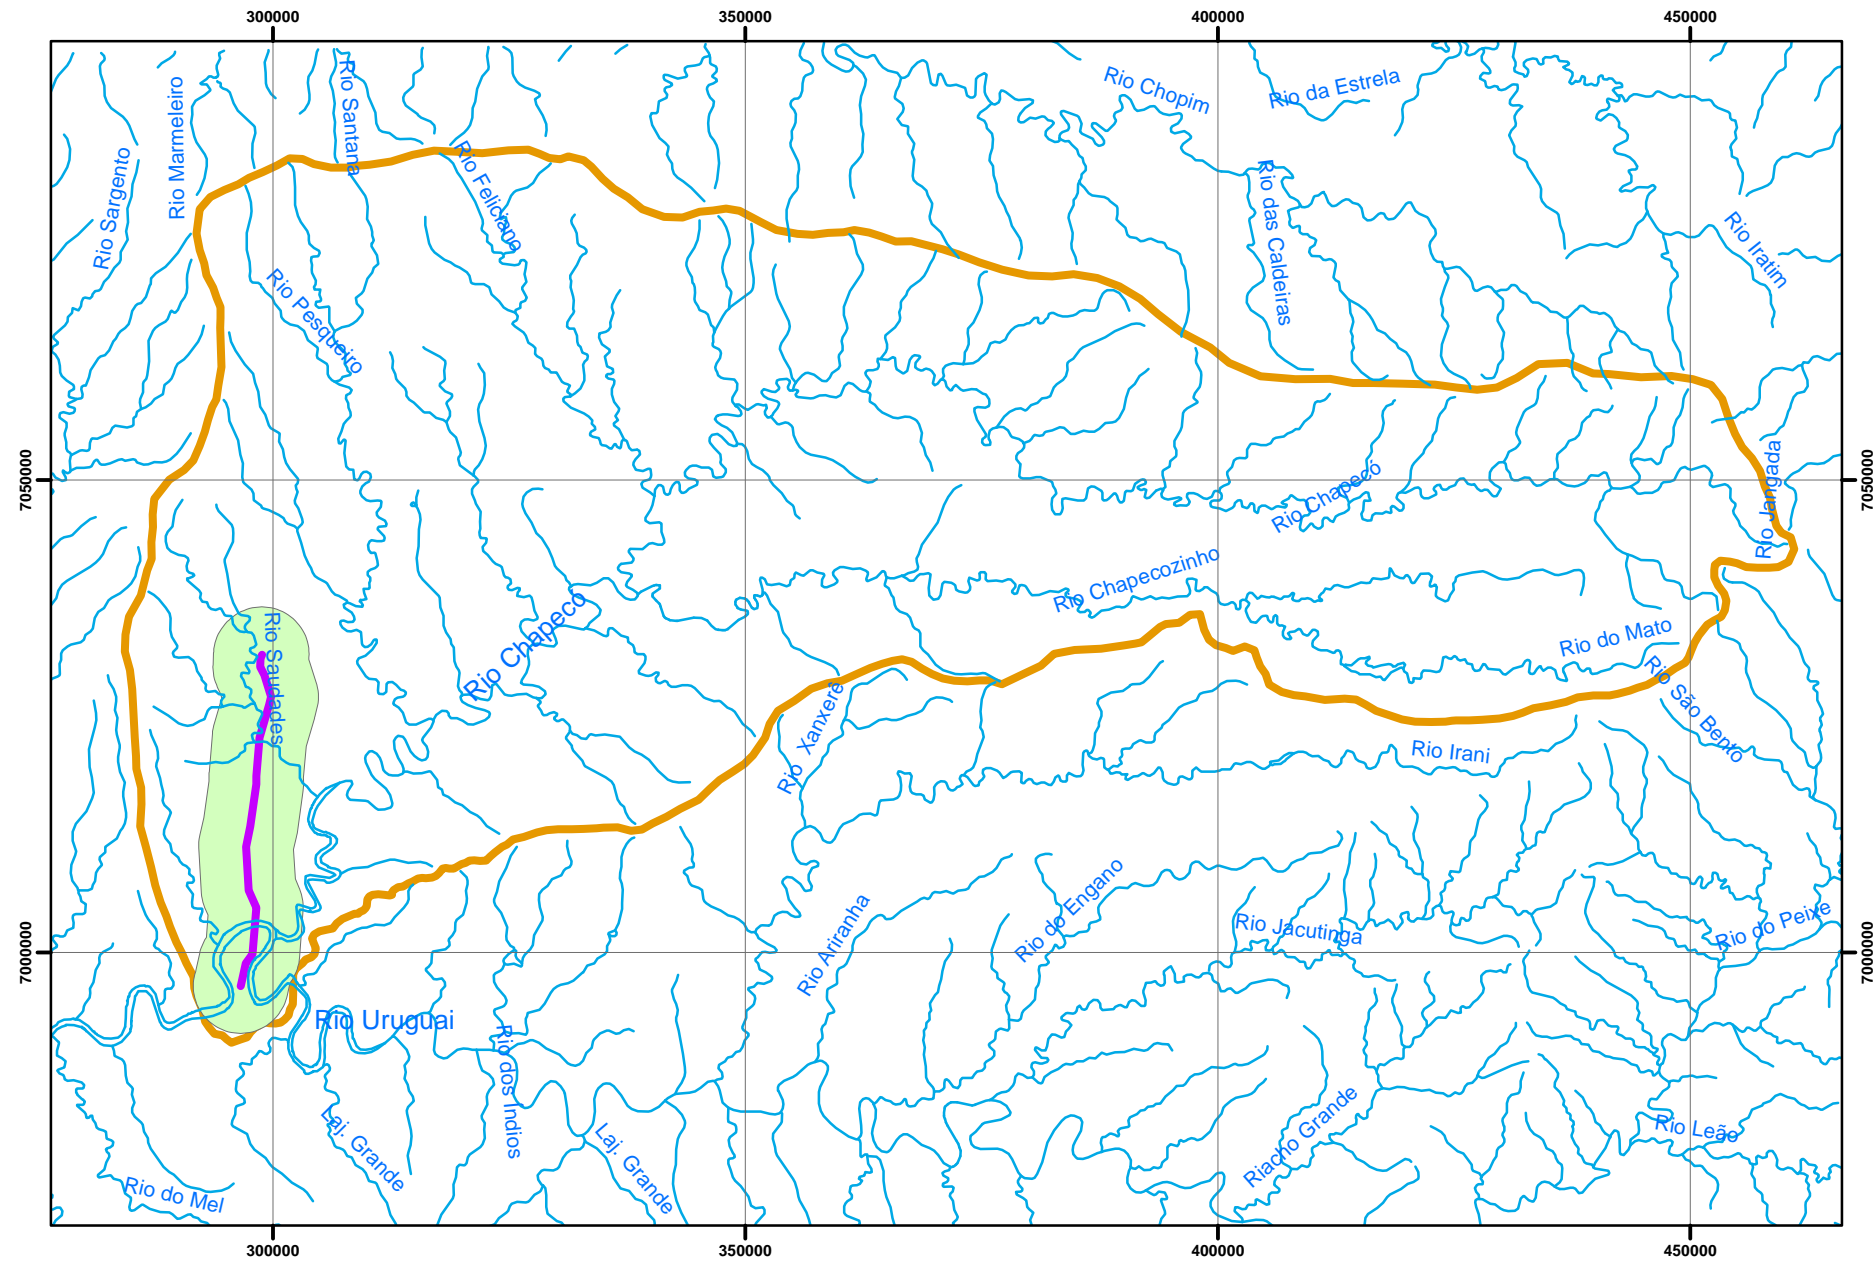 300000
350000
400000
450000
Rio Chopim
Rio da Estrela
Rio Santana
Rio Marmeleiro
Rio Sargento
Rio Feliciano
Rio das Caldeiras
Rio Iratim
Rio Pesqueiro
7050000
7050000
Rio Jangada
Rio Chapecó
Rio Chapecozinho
Rio Chapecó
Rio Saudades
Rio do Mato
Rio São Bento
Rio Xanxerê
Rio Irani
Rio do Engano
Rio Ariranha
Rio Jacutinga
Rio do Peixe
7000000
7000000
Rio Uruguai
Rio dos Indios
Laj. Grande
Laj. Grande
Riacho Grande
Rio Leão
Rio do Mel
300000
350000
400000
450000